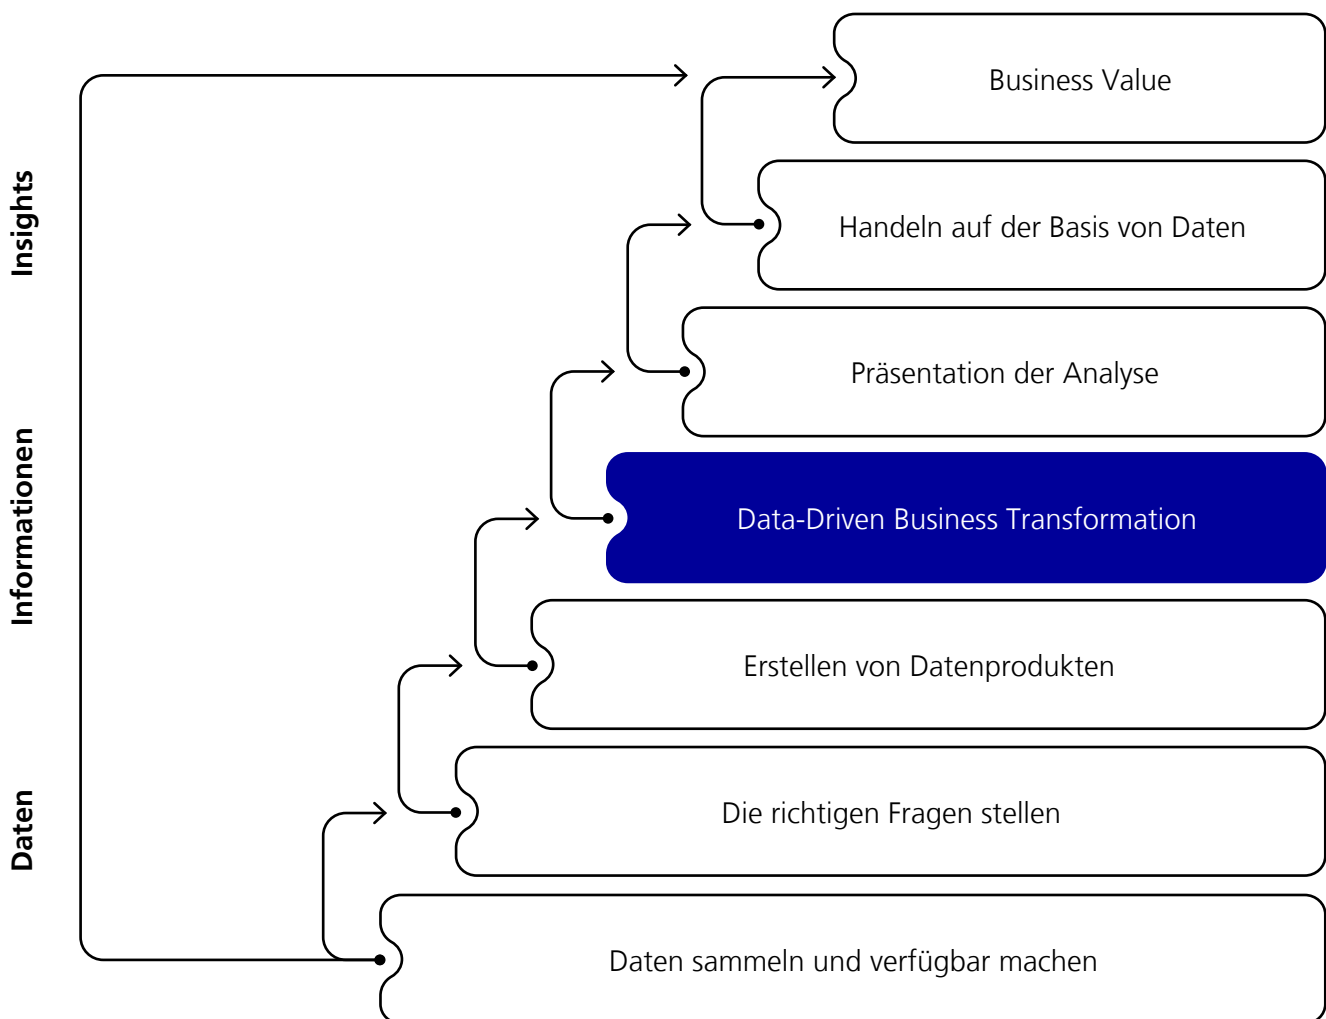 Business Value
Insights
Handeln auf der Basis von Daten
Präsentation der Analyse
Informationen
Data-Driven Business Transformation
Erstellen von Datenprodukten
Daten
Die richtigen Fragen stellen
Daten sammeln und verfügbar machen